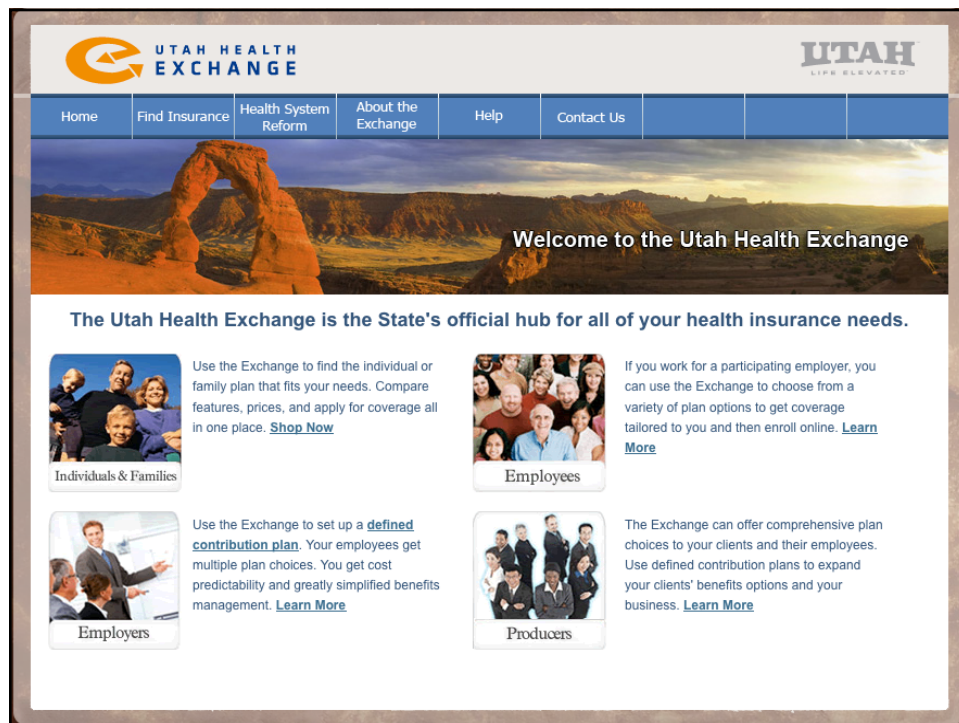 UTAH HEALTH
EXCHANGE
UTAH
LIFE ELEVATED
Home
Find Insurance
Health System
Reform
About the
Exchange
Help
Contact Us
Welcome to the Utah Health Exchange
The Utah Health Exchange is the State's official hub for all of your health insurance needs.
Use the Exchange to find the individual or
family plan that fits your needs. Compare
features, prices, and apply for coverage all
in one place. Shop Now
Individuals & Families
If you work for a participating employer, you
can use the Exchange to choose from a
variety of plan options to get coverage
tailored to you and then enroll online. Learn
More
Employees
Use the Exchange to set up a defined
contribution plan. Your employees get
multiple plan choices. You get cost
predictability and greatly simplified benefits
management. Learn More
Employers
The Exchange can offer comprehensive plan
choices to your clients and their employees.
Use defined contribution plans to expand
your clients' benefits options and your
business. Learn More
Producers